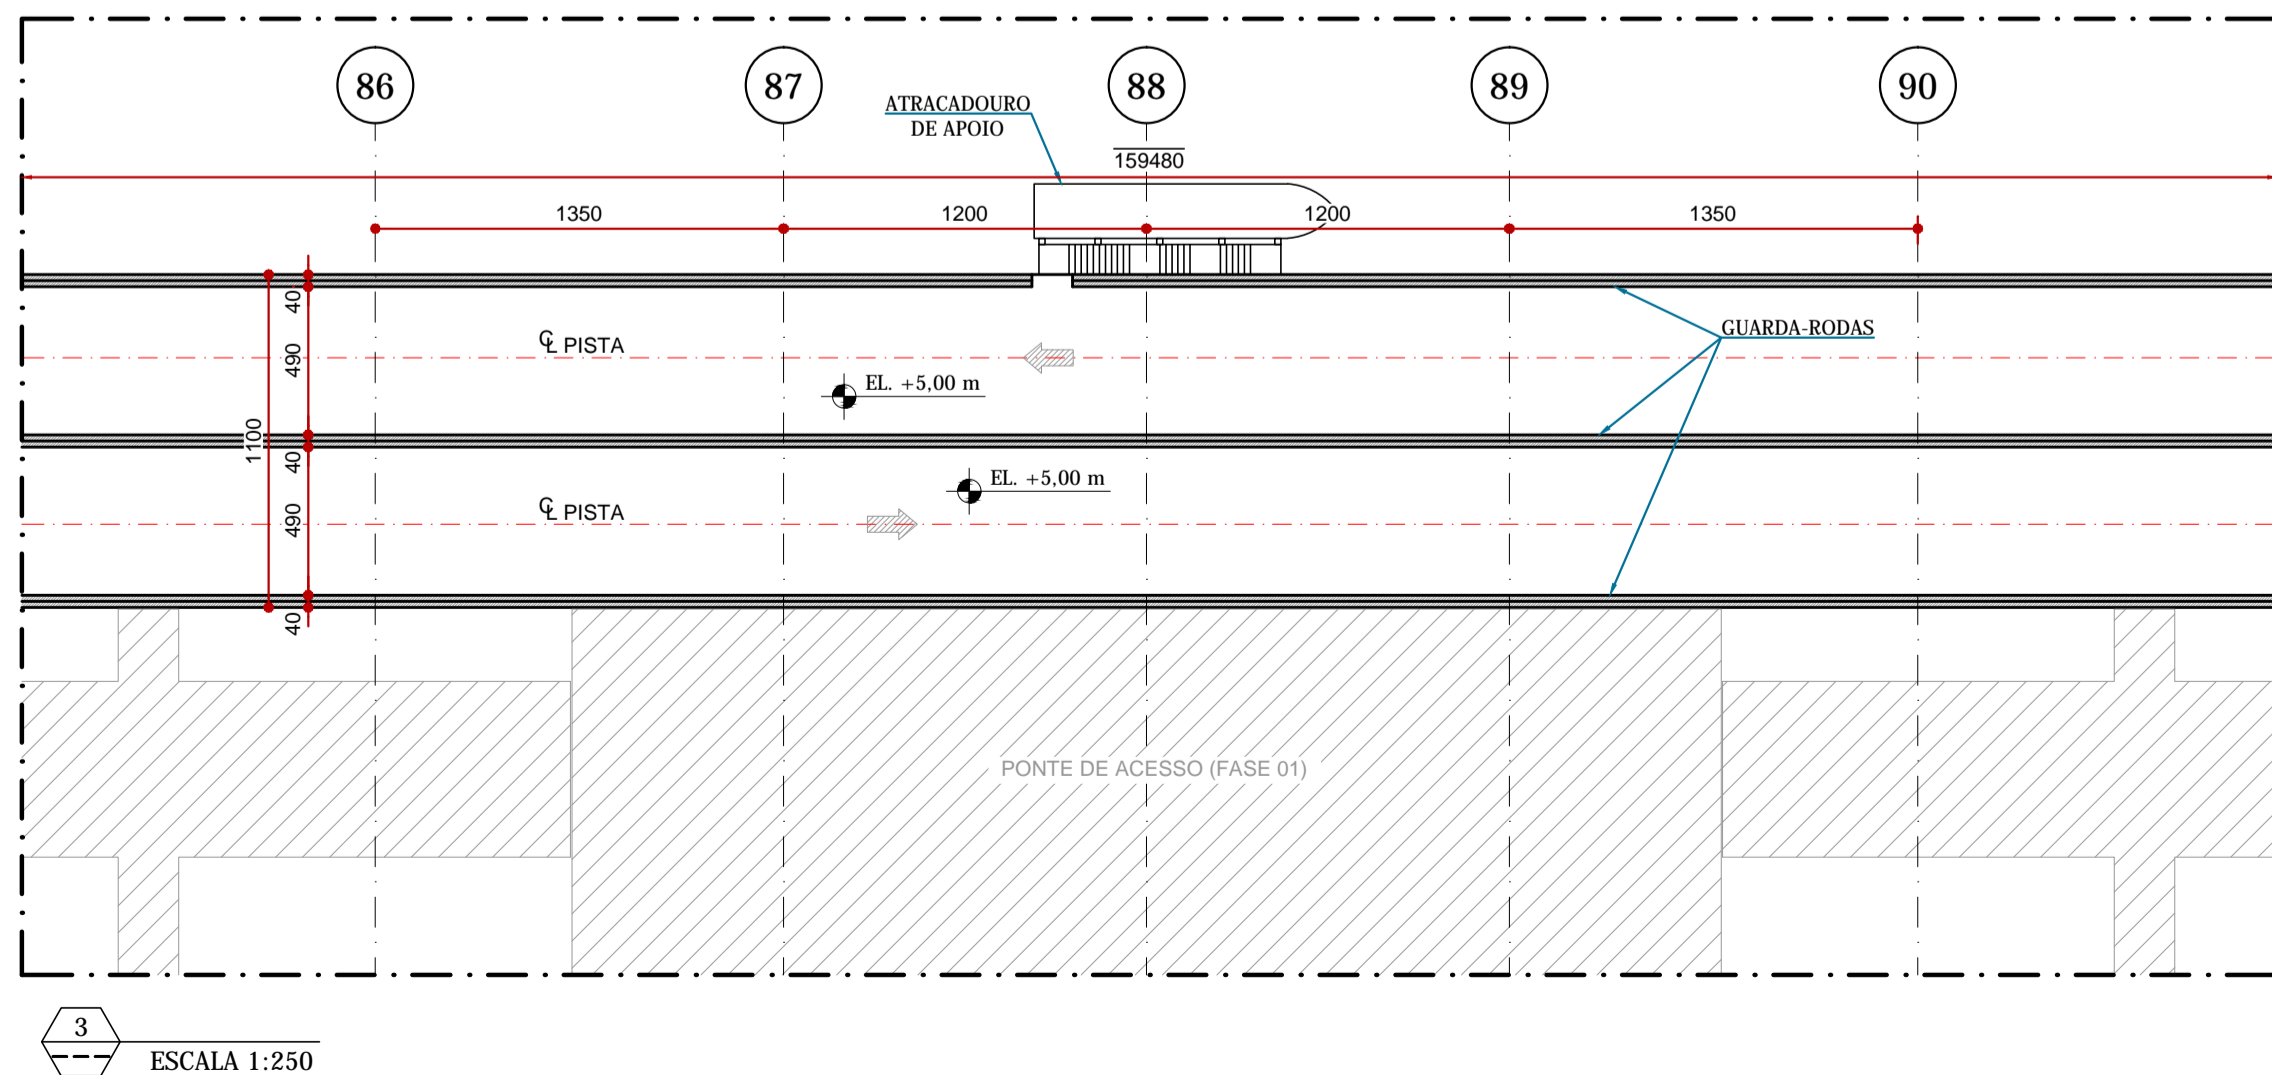 86 87 88 89 90
ATRACADOURO
DE APOIO
159480
1350 1200 1200 1350
40
GUARDA-RODAS
℄ PISTA
490
EL. +5,00 m
1100
40
EL. +5,00 m
℄ PISTA
490
40
PONTE DE ACESSO (FASE 01)
3
ESCALA 1:250